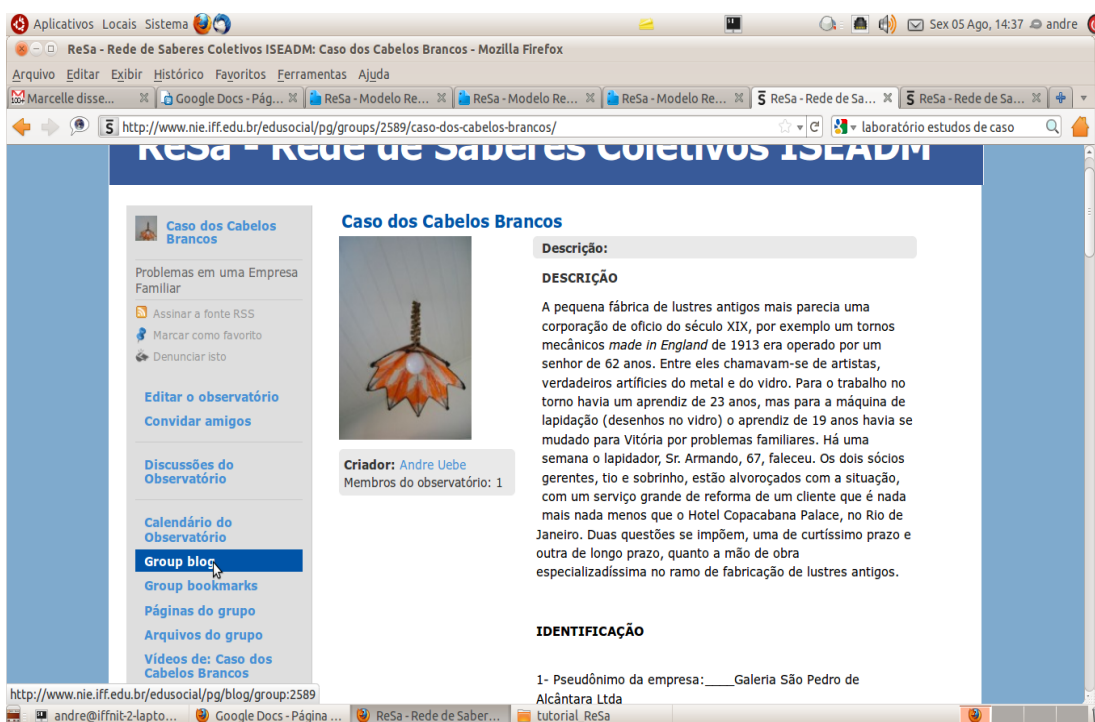 Aplicativos Locais Sistema
Sex 05 Ago, 14:37 andre
ReSa - Rede de Saberes Coletivos ISEADM: Caso dos Cabelos Brancos - Mozilla Firefox
Arquivo Editar Exibir Histórico Favoritos Ferramentas Ajuda
Marcelle disse...
Google Docs - Pág...
ReSa - Modelo Re...
ReSa - Modelo Re...
ReSa - Modelo Re...
ReSa - Rede de Sa...
ReSa - Rede de Sa...
http://www.nie.iff.edu.br/edusocial/pg/groups/2589/caso-dos-cabelos-brancos/
laboratório estudos de caso
ReSa - Rede de Saberes Coletivos ISEADM
Caso dos Cabelos
Brancos
Problemas em uma Empresa
Familiar
Assinar a fonte RSS
Marcar como favorito
Denunciar isto
Editar o observatório
Convidar amigos
Discussões do
Observatório
Calendário do
Observatório
Group blog
Group bookmarks
Páginas do grupo
Arquivos do grupo
Vídeos de: Caso dos
Cabelos Brancos
Caso dos Cabelos Brancos
Criador: Andre Uebe
Membros do observatório: 1
Descrição:
DESCRIÇÃO
A pequena fábrica de lustres antigos mais parecia uma
corporação de oficio do século XIX, por exemplo um tornos
mecânicos made in England de 1913 era operado por um
senhor de 62 anos. Entre eles chamavam-se de artistas,
verdadeiros artíficies do metal e do vidro. Para o trabalho no
torno havia um aprendiz de 23 anos, mas para a máquina de
lapidação (desenhos no vidro) o aprendiz de 19 anos havia se
mudado para Vitória por problemas familiares. Há uma
semana o lapidador, Sr. Armando, 67, faleceu. Os dois sócios
gerentes, tio e sobrinho, estão alvoroçados com a situação,
com um serviço grande de reforma de um cliente que é nada
mais nada menos que o Hotel Copacabana Palace, no Rio de
Janeiro. Duas questões se impõem, uma de curtíssimo prazo e
outra de longo prazo, quanto a mão de obra
especializadíssima no ramo de fabricação de lustres antigos.
IDENTIFICAÇÃO
1- Pseudônimo da empresa:____Galeria São Pedro de
Alcântara Ltda
http://www.nie.iff.edu.br/edusocial/pg/blog/group:2589
andre@iffnit-2-lapto...
Google Docs - Página ...
ReSa - Rede de Saber...
tutorial ReSa